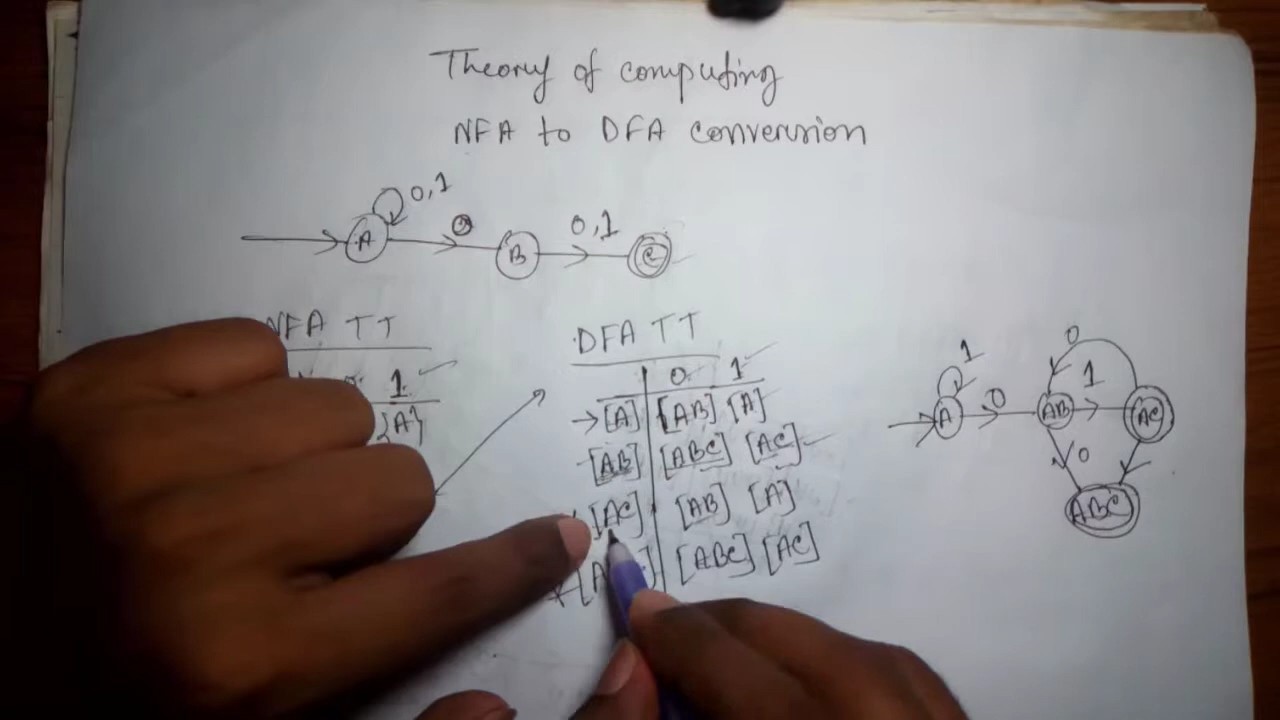 Theory of computing
NFA to DFA conversion
0,1
A 0 B 0,1 C
NFA TT
1
{A}
DFA TT
0 1
→[A] [AB] [A]
[AB] [ABC] [AC]
[AC] [AB] [A]
[ABC] [AC]
0
1 1
A 0 AB AC
0
ABC